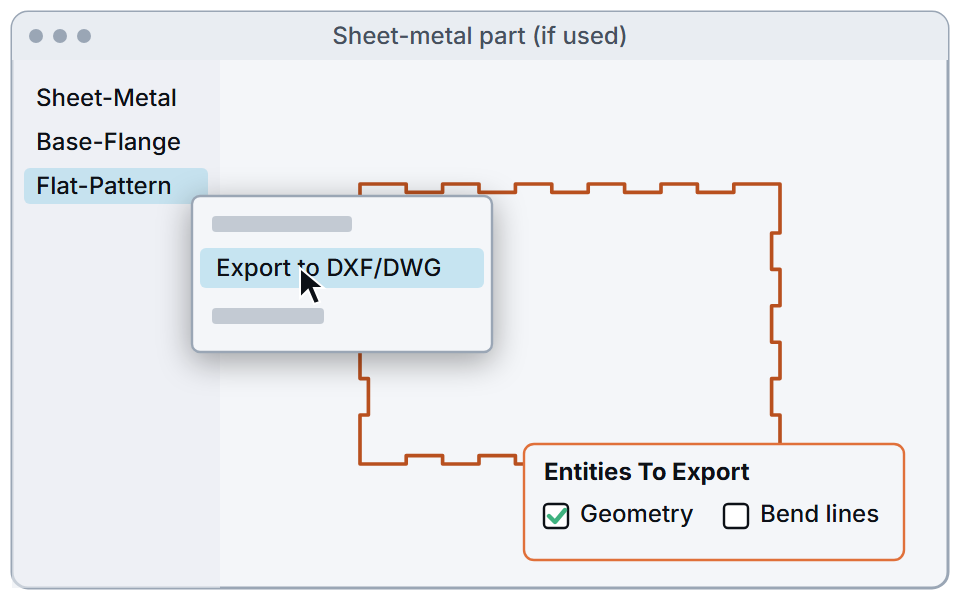 Sheet-metal part (if used)
Sheet-Metal
Base-Flange
Flat-Pattern
Export to DXF/DWG
Entities To Export
Geometry
Bend lines